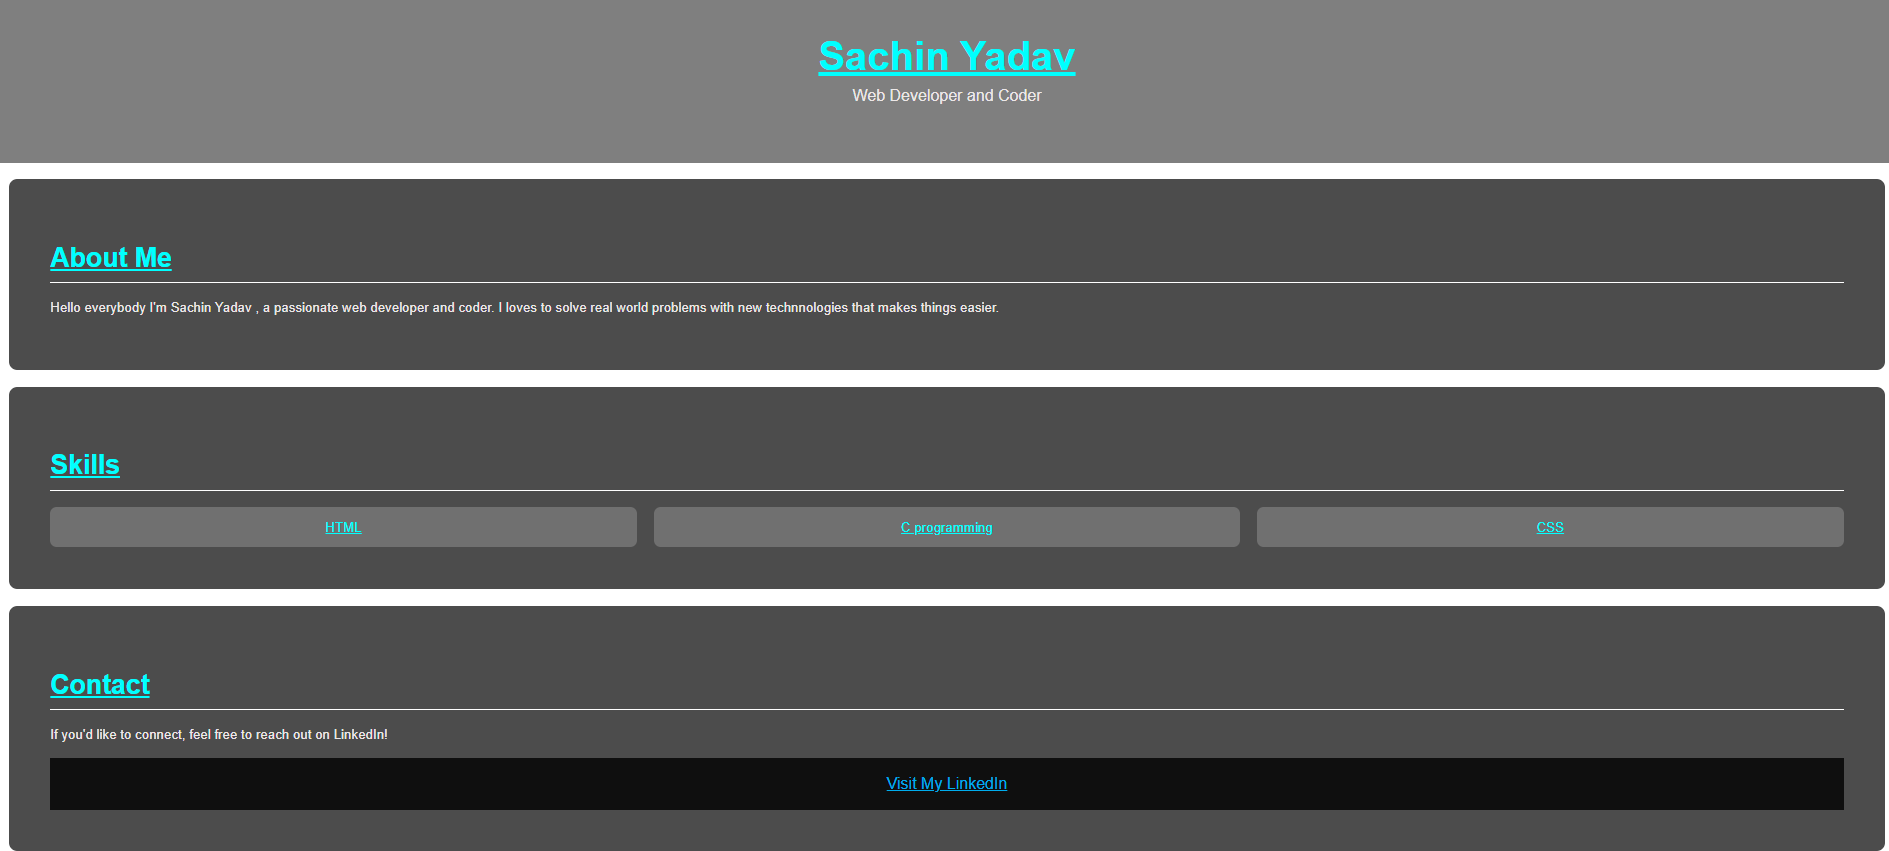 Sachin Yadav
Web Developer and Coder
About Me
Hello everybody I'm Sachin Yadav , a passionate web developer and coder. I loves to solve real world problems with new technnologies that makes things easier.
Skills
HTML
C programming
CSS
Contact
If you'd like to connect, feel free to reach out on LinkedIn!
Visit My LinkedIn